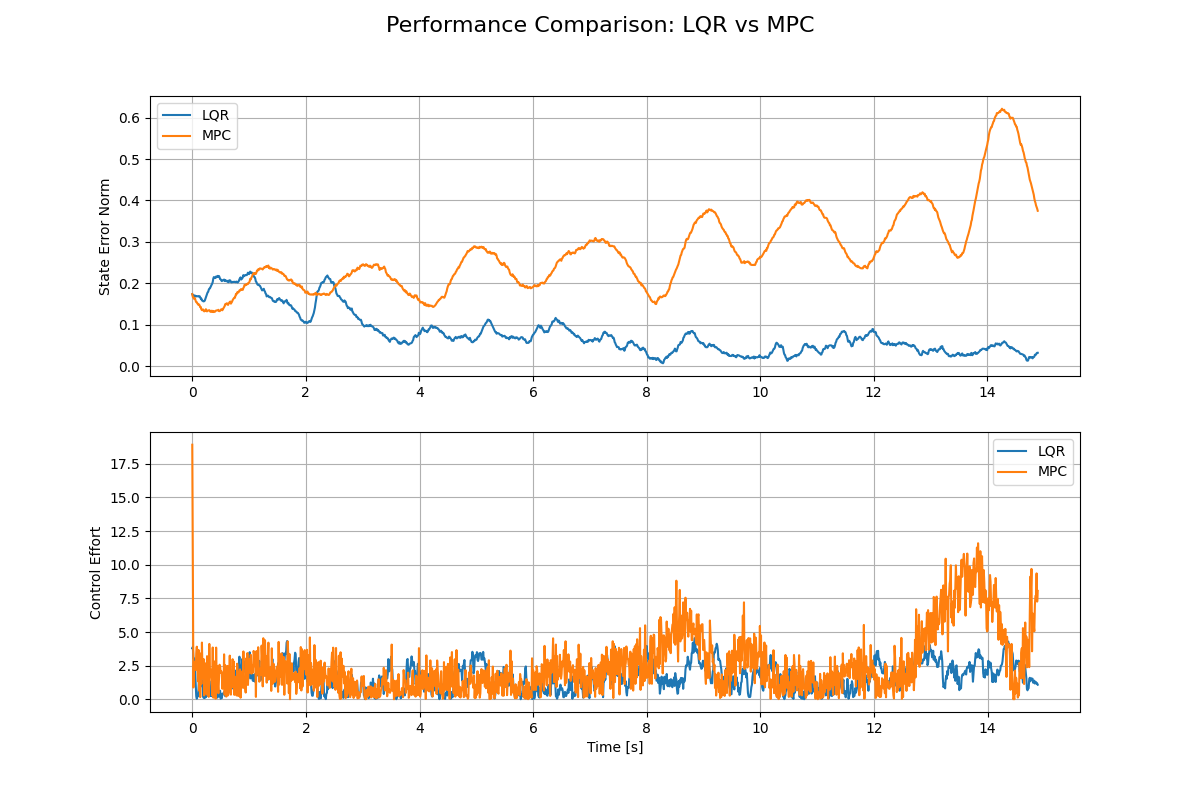 Performance Comparison: LQR vs MPC
LQR
MPC
State Error Norm
0.6
0.5
0.4
0.3
0.2
0.1
0.0
0 2 4 6 8 10 12 14
LQR
MPC
Control Effort
17.5
15.0
12.5
10.0
7.5
5.0
2.5
0.0
0 2 4 6 8 10 12 14
Time [s]